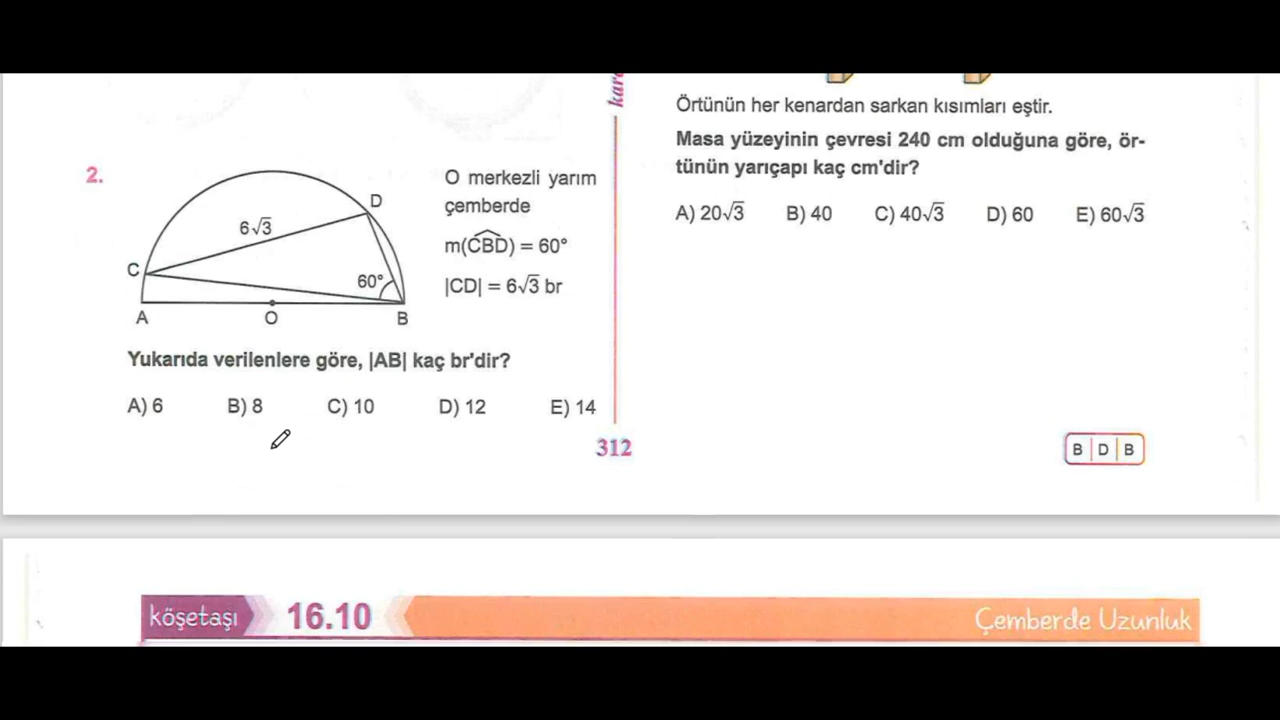 2.
6√3
D
C
60°
A
O
B
O merkezli yarım
çemberde
m(CBD) = 60°
|CD| = 6√3 br
Yukarıda verilenlere göre, |AB| kaç br'dir?
A) 6 B) 8 C) 10 D) 12 E) 14
312
Örtünün her kenardan sarkan kısımları eştir.
Masa yüzeyinin çevresi 240 cm olduğuna göre, ör-
tünün yarıçapı kaç cm'dir?
A) 20√3 B) 40 C) 40√3 D) 60 E) 60√3
B D B
köşetaşı 16.10 Çemberde Uzunluk